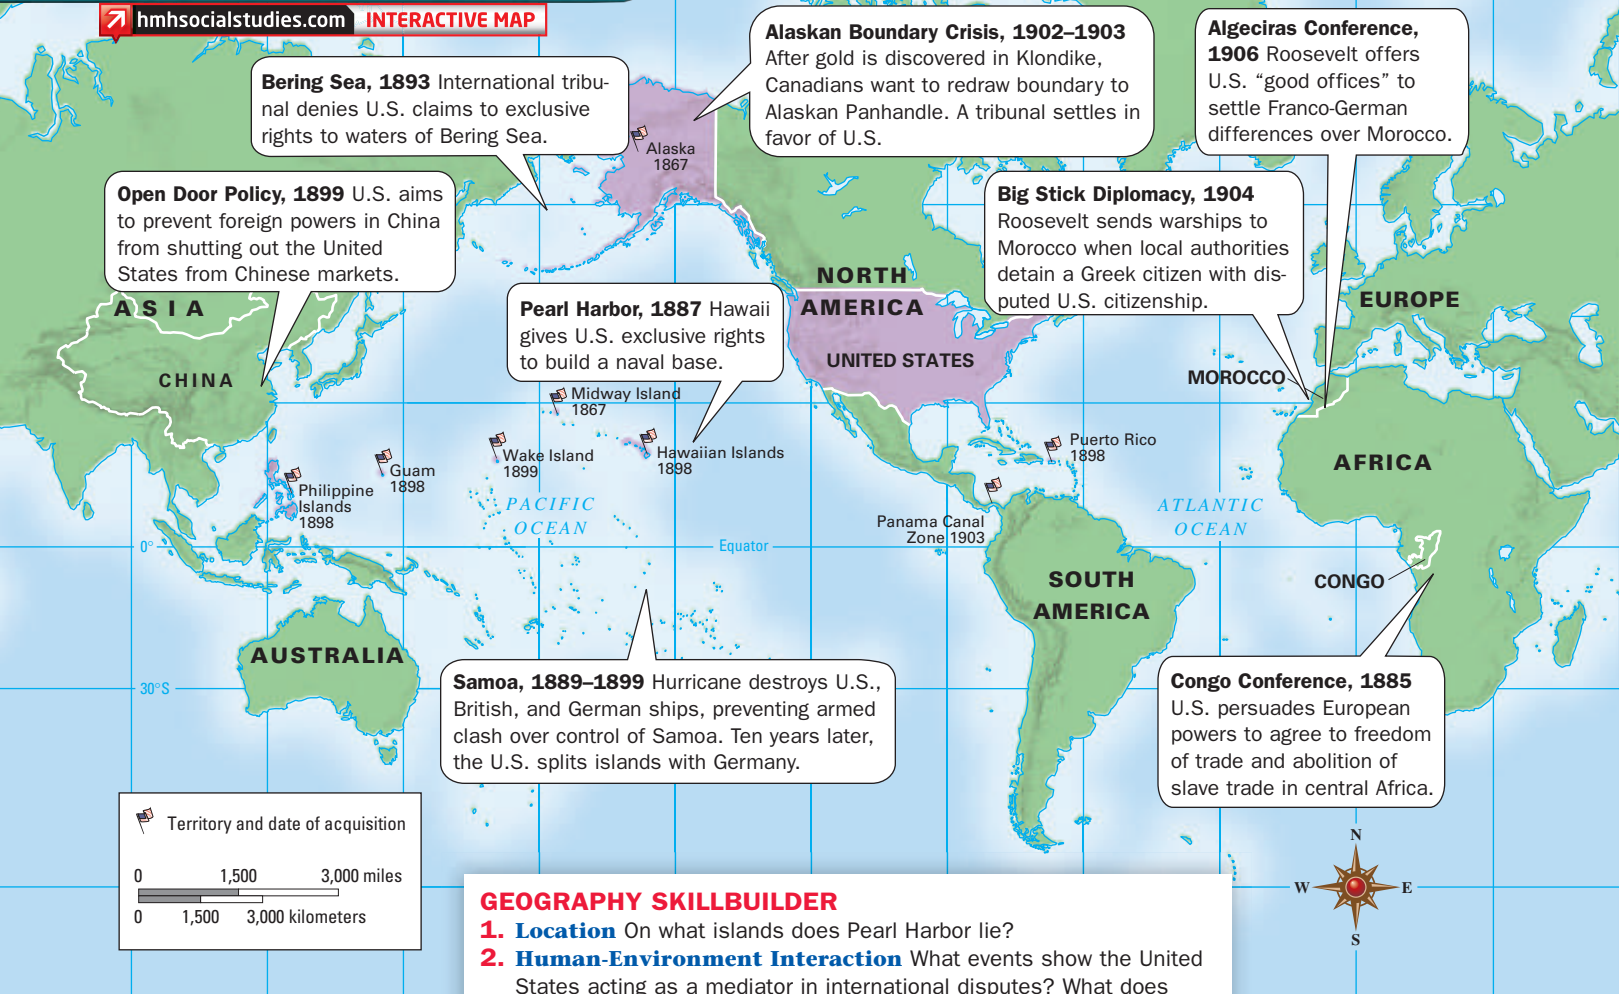 hmhsocialstudies.com INTERACTIVE MAP
Bering Sea, 1893 International tribu-
nal denies U.S. claims to exclusive
rights to waters of Bering Sea.
Alaskan Boundary Crisis, 1902–1903
After gold is discovered in Klondike,
Canadians want to redraw boundary to
Alaskan Panhandle. A tribunal settles in
favor of U.S.
Algeciras Conference,
1906 Roosevelt offers
U.S. “good offices” to
settle Franco-German
differences over Morocco.
Alaska
1867
Open Door Policy, 1899 U.S. aims
to prevent foreign powers in China
from shutting out the United
States from Chinese markets.
Big Stick Diplomacy, 1904
Roosevelt sends warships to
Morocco when local authorities
detain a Greek citizen with dis-
puted U.S. citizenship.
Pearl Harbor, 1887 Hawaii
gives U.S. exclusive rights
to build a naval base.
ASIA
CHINA
NORTH
AMERICA
UNITED STATES
EUROPE
MOROCCO
Midway Island
1867
Wake Island
1899
Hawaiian Islands
1898
Guam
1898
Philippine
Islands
1898
Puerto Rico
1898
Panama Canal
Zone 1903
PACIFIC
OCEAN
ATLANTIC
OCEAN
AFRICA
0°
Equator
CONGO
SOUTH
AMERICA
AUSTRALIA
30°S
Samoa, 1889–1899 Hurricane destroys U.S.,
British, and German ships, preventing armed
clash over control of Samoa. Ten years later,
the U.S. splits islands with Germany.
Congo Conference, 1885
U.S. persuades European
powers to agree to freedom
of trade and abolition of
slave trade in central Africa.
Territory and date of acquisition
0 1,500 3,000 miles
0 1,500 3,000 kilometers
N
W E
S
GEOGRAPHY SKILLBUILDER
1. Location On what islands does Pearl Harbor lie?
2. Human-Environment Interaction What events show the United
States acting as a mediator in international disputes? What does